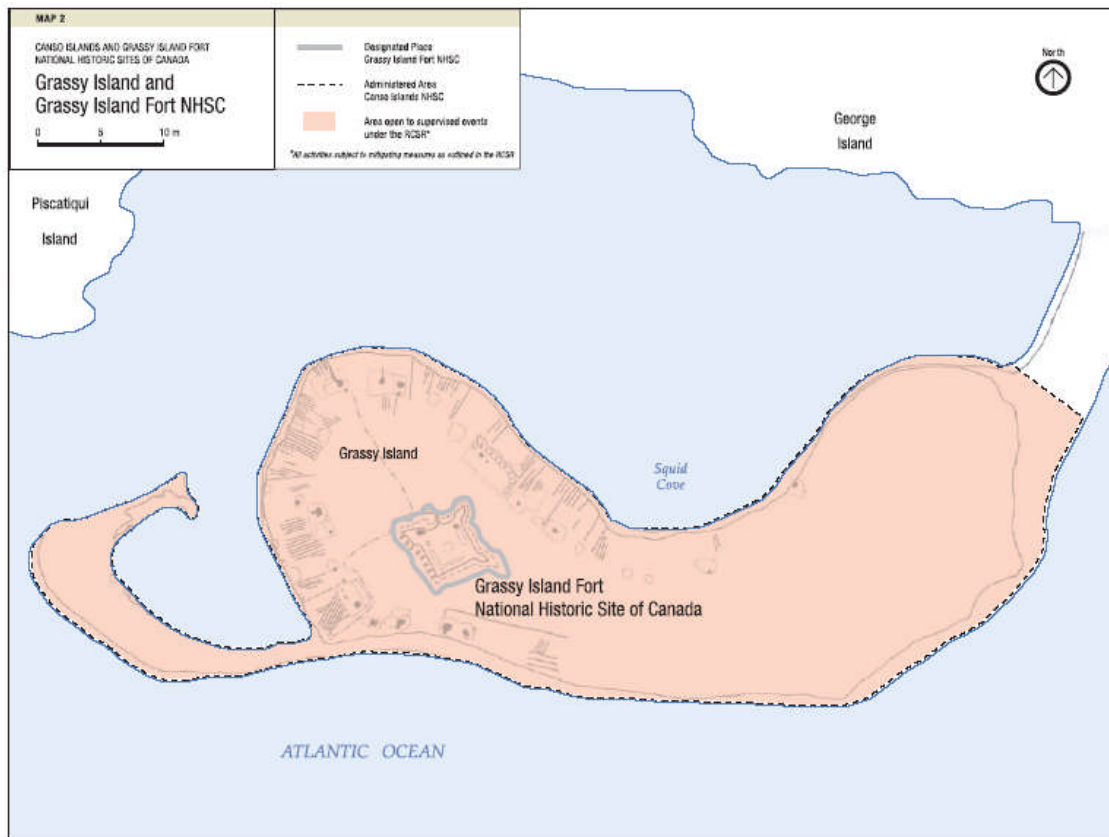 MAP 2
CANSO ISLANDS AND GRASSY ISLAND FORT
NATIONAL HISTORIC SITES OF CANADA
Grassy Island and
Grassy Island Fort NHSC
0 5 10 m
Designated Place
Grassy Island Fort NHSC
Administered Area
Canso Islands NHSC
Area open to supervised events
under the RCSR*
*All activities subject to mitigating measures as outlined in the RCSR
North
George
Island
Piscatiqui
Island
Grassy Island
Squid
Cove
Grassy Island Fort
National Historic Site of Canada
ATLANTIC OCEAN